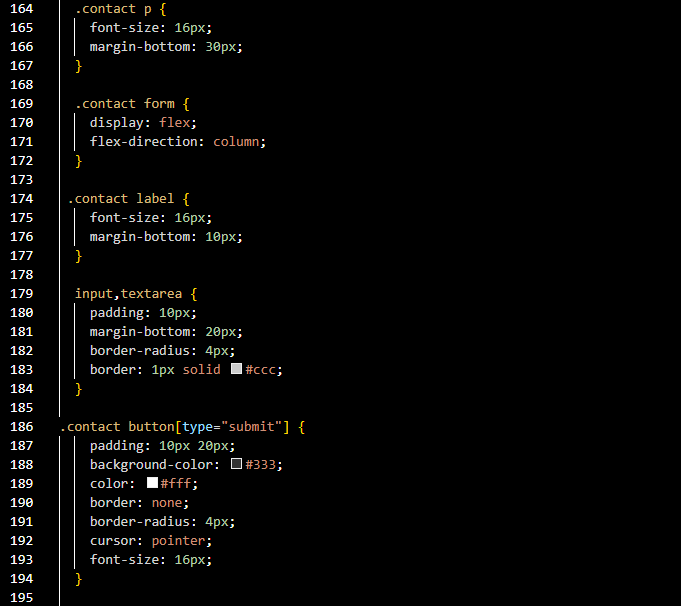 164 .contact p {
165 font-size: 16px;
166 margin-bottom: 30px;
167 }
168
169 .contact form {
170 display: flex;
171 flex-direction: column;
172 }
173
174 .contact label {
175 font-size: 16px;
176 margin-bottom: 10px;
177 }
178
179 input,textarea {
180 padding: 10px;
181 margin-bottom: 20px;
182 border-radius: 4px;
183 border: 1px solid #ccc;
184 }
185
186 .contact button[type="submit"] {
187 padding: 10px 20px;
188 background-color: #333;
189 color: #fff;
190 border: none;
191 border-radius: 4px;
192 cursor: pointer;
193 font-size: 16px;
194 }
195